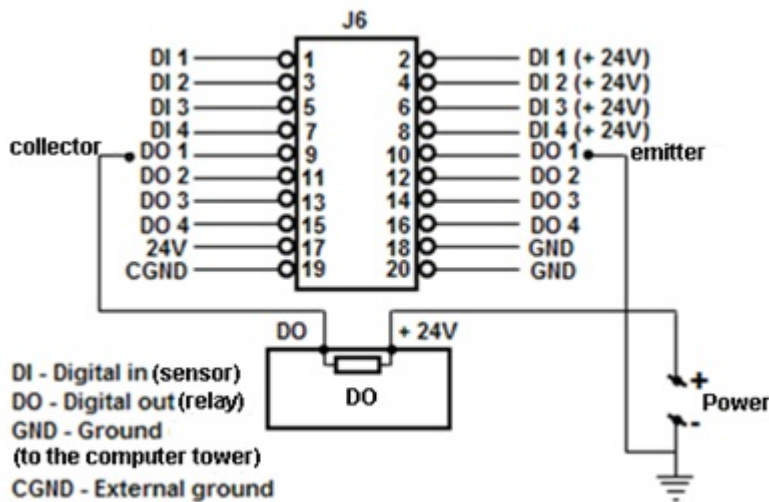 J6
DI 1 1 2 DI 1 (+ 24V)
DI 2 3 4 DI 2 (+ 24V)
DI 3 5 6 DI 3 (+ 24V)
DI 4 7 8 DI 4 (+ 24V)
collector DO 1 9 10 DO 1 emitter
DO 2 11 12 DO 2
DO 3 13 14 DO 3
DO 4 15 16 DO 4
24V 17 18 GND
CGND 19 20 GND
DO + 24V
DO
+ Power -
DI - Digital in (sensor)
DO - Digital out (relay)
GND - Ground
(to the computer tower)
CGND - External ground